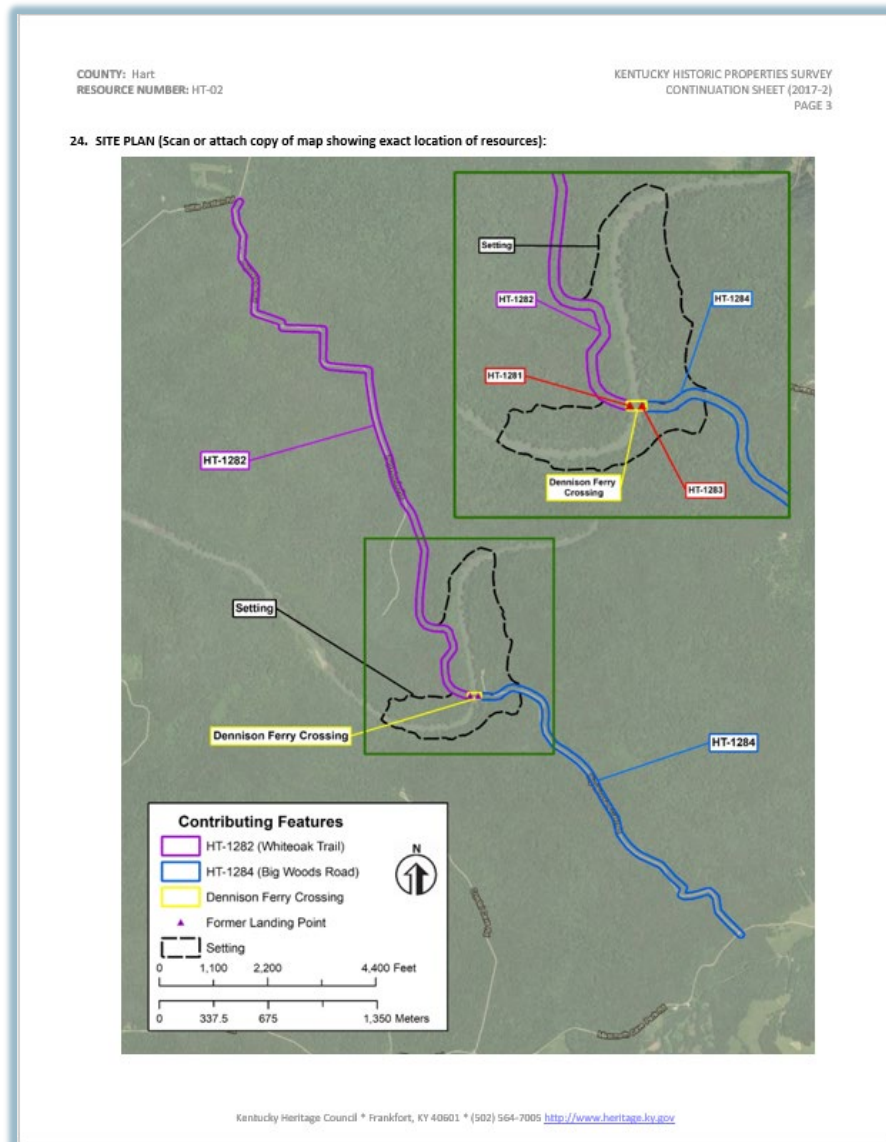 COUNTY: Hart
RESOURCE NUMBER: HT-02
KENTUCKY HISTORIC PROPERTIES SURVEY
CONTINUATION SHEET (2017-2)
PAGE 3
24. SITE PLAN (Scan or attach copy of map showing exact location of resources):
Setting
HT-1282
HT-1284
HT-1281
Dennison Ferry
Crossing
HT-1283
HT-1282
Setting
Dennison Ferry Crossing
HT-1284
Contributing Features
HT-1282 (Whiteoak Trail)
HT-1284 (Big Woods Road)
Dennison Ferry Crossing
Former Landing Point
Setting
N
0 1,100 2,200 4,400 Feet
0 337.5 675 1,350 Meters
Kentucky Heritage Council * Frankfort, KY 40601 * (502) 564-7005 http://www.heritage.ky.gov